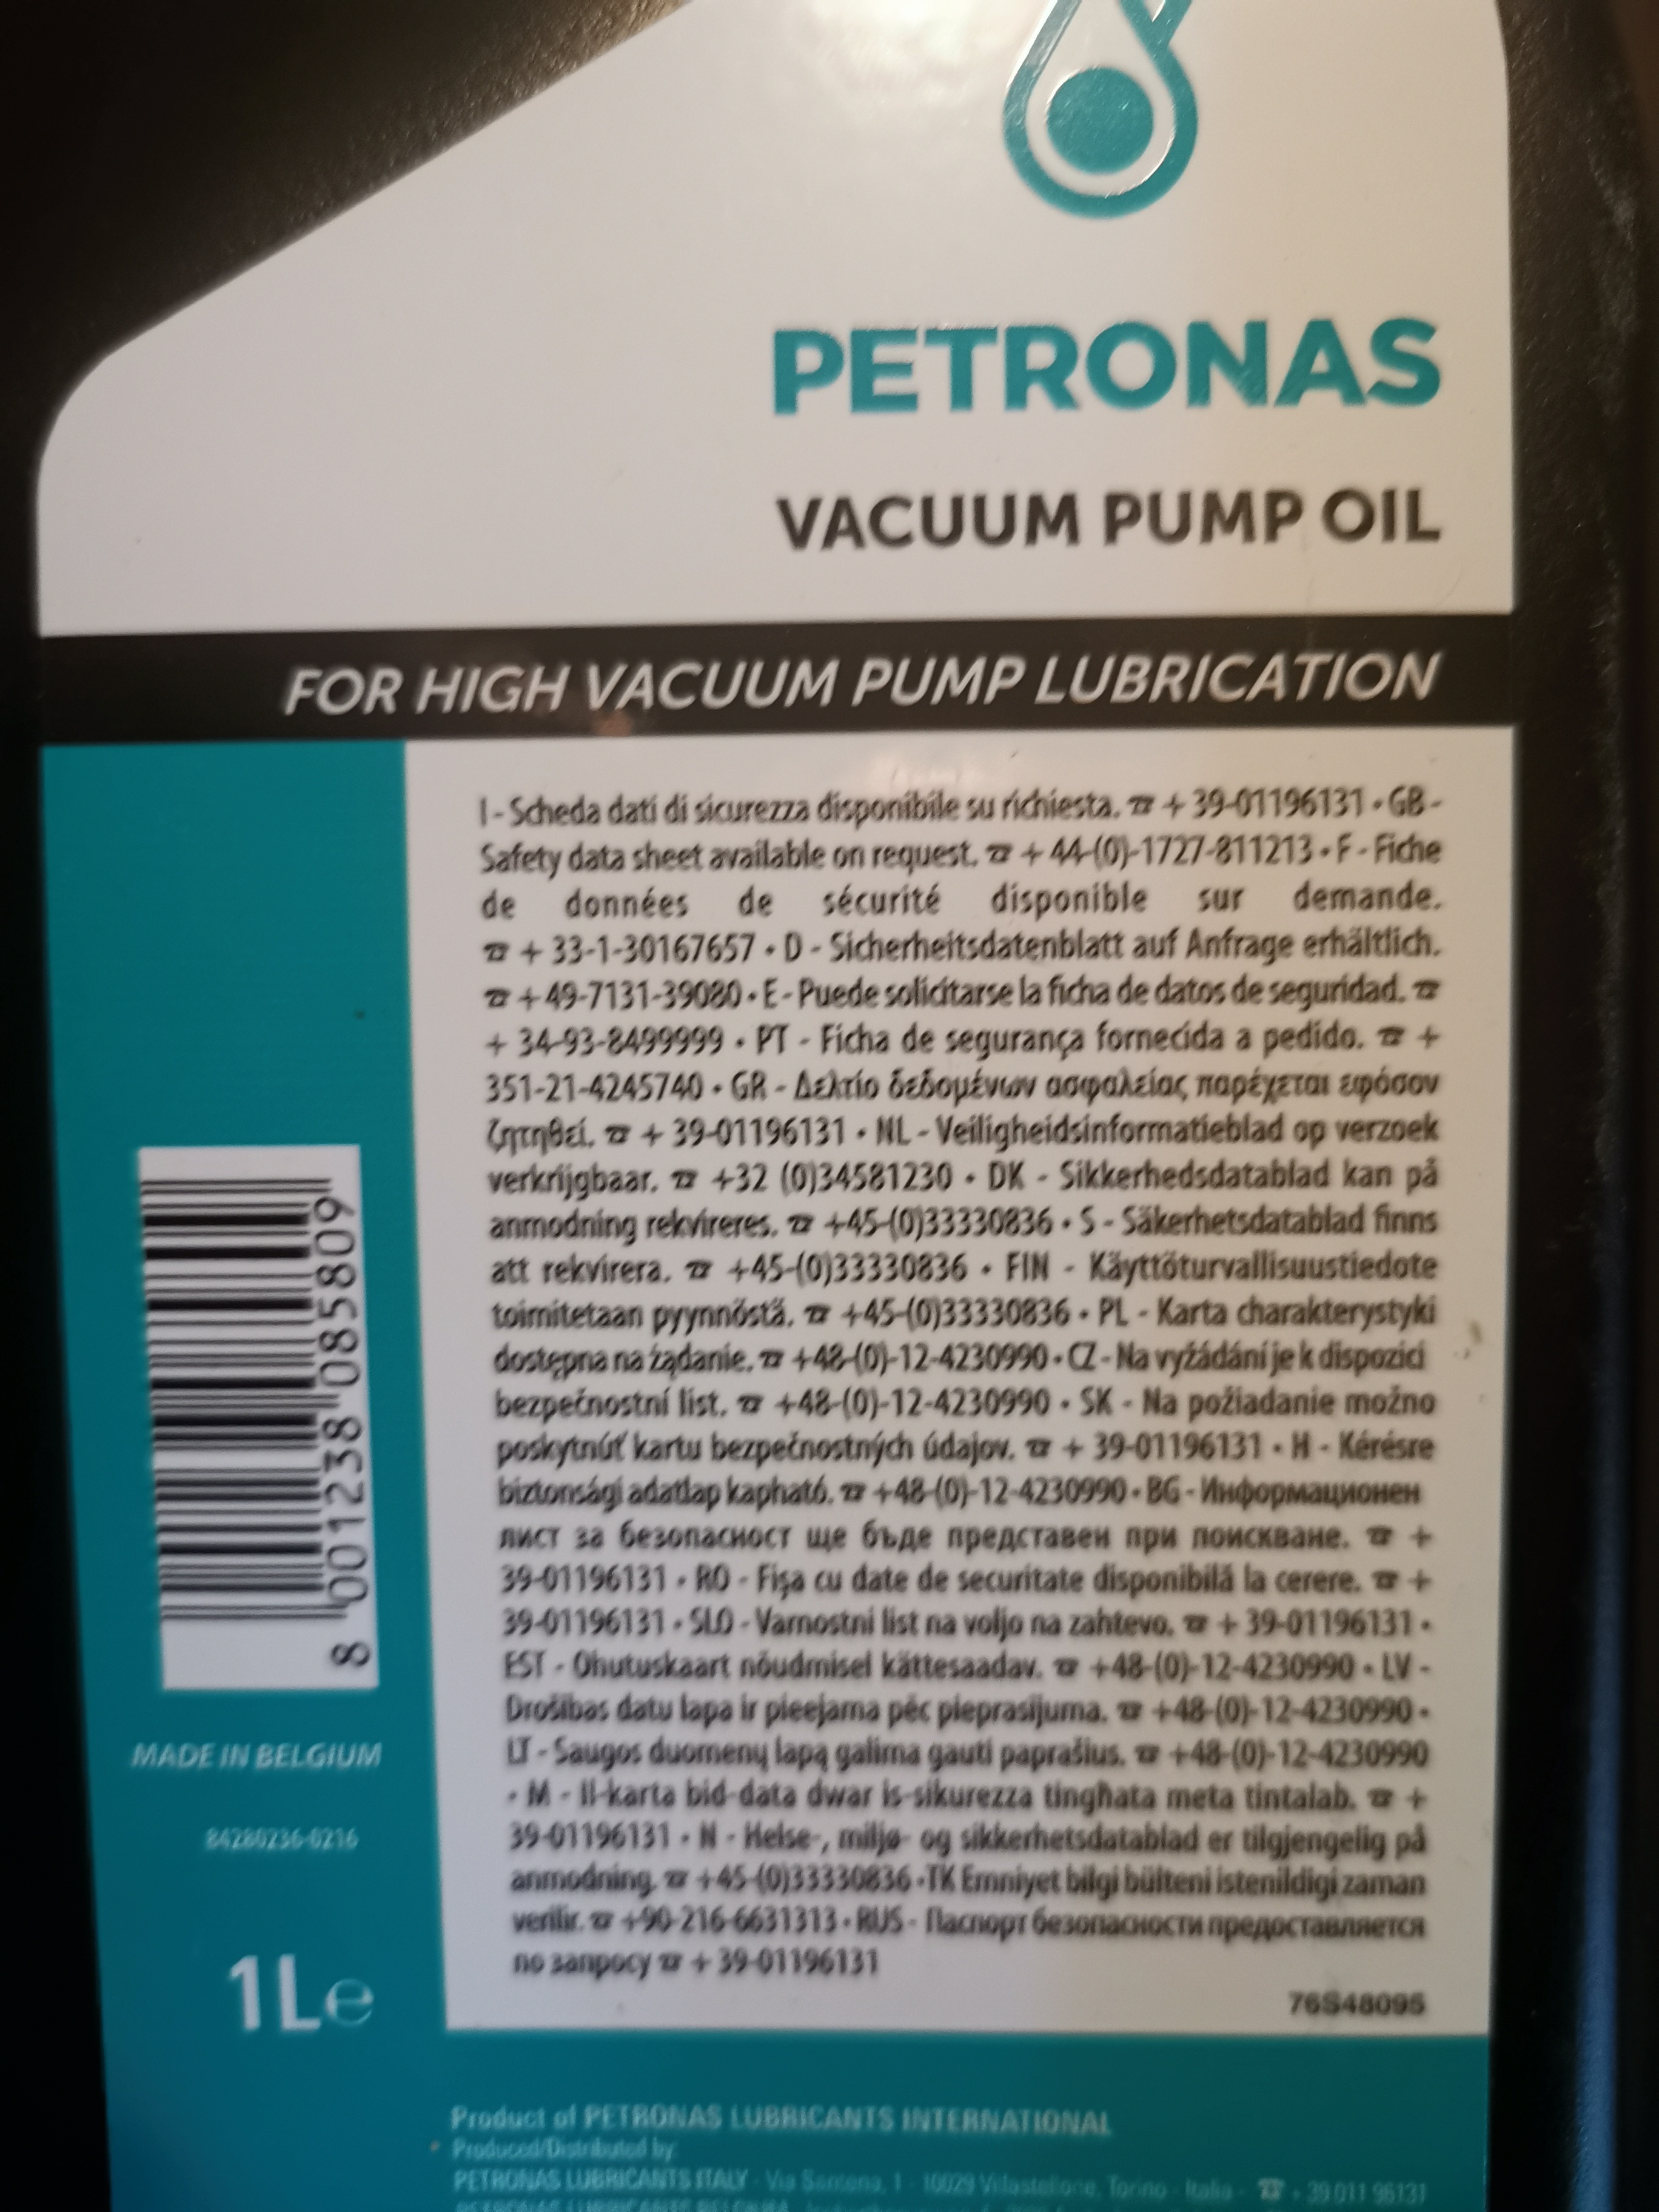 PETRONAS
VACUUM PUMP OIL
FOR HIGH VACUUM PUMP LUBRICATION
I - Scheda dati di sicurezza disponibile su richiesta. ☎ + 39-01196131 • GB -
Safety data sheet available on request. ☎ + 44-(0)-1727-811213 • F - Fiche
de données de sécurité disponible sur demande.
☎ + 33-1-30167657 • D - Sicherheitsdatenblatt auf Anfrage erhältlich.
☎ +49-7131-39080 • E - Puede solicitarse la ficha de datos de seguridad. ☎
+ 34-93-8499999 • PT - Ficha de segurança fornecida a pedido. ☎ +
351-21-4245740 • GR - Δελτίο δεδομένων ασφαλείας παρέχεται εφόσον
ζητηθεί. ☎ + 39-01196131 • NL - Veiligheidsinformatieblad op verzoek
verkrijgbaar. ☎ +32 (0)34581230 • DK - Sikkerhedsdatablad kan på
anmodning rekvireres. ☎ +45-(0)33330836 • S - Säkerhetsdatablad finns
att rekvirera. ☎ +45-(0)33330836 • FIN - Käyttöturvallisuustiedote
toimitetaan pyynnöstä. ☎ +45-(0)33330836 • PL - Karta charakterystyki
dostępna na żądanie. ☎ +48-(0)-12-4230990 • CZ - Na vyžádání je k dispozici
bezpečnostní list. ☎ +48-(0)-12-4230990 • SK - Na požiadanie možno
poskytnúť kartu bezpečnostných údajov. ☎ + 39-01196131 • H - Kérésre
biztonsági adatlap kapható. ☎ +48-(0)-12-4230990 • BG - Информационен
лист за безопасност ще бъде представен при поискване. ☎ +
39-01196131 • RO - Fişa cu date de securitate disponibilă la cerere. ☎ +
39-01196131 • SLO - Varnostni list na voljo na zahtevo. ☎ + 39-01196131 •
EST - Ohutuskaart nõudmisel kättesaadav. ☎ +48-(0)-12-4230990 • LV -
Drošības datu lapa ir pieejama pēc pieprasījuma. ☎ +48-(0)-12-4230990 •
LT - Saugos duomenų lapą galima gauti paprašius. ☎ +48-(0)-12-4230990
• M - Il-karta bid-data dwar is-sikurezza tingħata meta tintalab. ☎ +
39-01196131 • N - Helse-, miljø- og sikkerhetsdatablad er tilgjengelig på
anmodning. ☎ +45-(0)33330836 • TK Emniyet bilgi bülteni istenildigi zaman
verilir. ☎ +90-216-6631313 • RUS - Паспорт безопасности предоставляется
по запросу ☎ + 39-01196131
76S48095
8 001238 085809
MADE IN BELGIUM
84280236-0216
1L℮
Product of PETRONAS LUBRICANTS INTERNATIONAL
Produced/Distributed by:
PETRONAS LUBRICANTS ITALY - Via Santena, 1 - 10029 Villastellone, Torino - Italia - ☎ + 39 011 96131